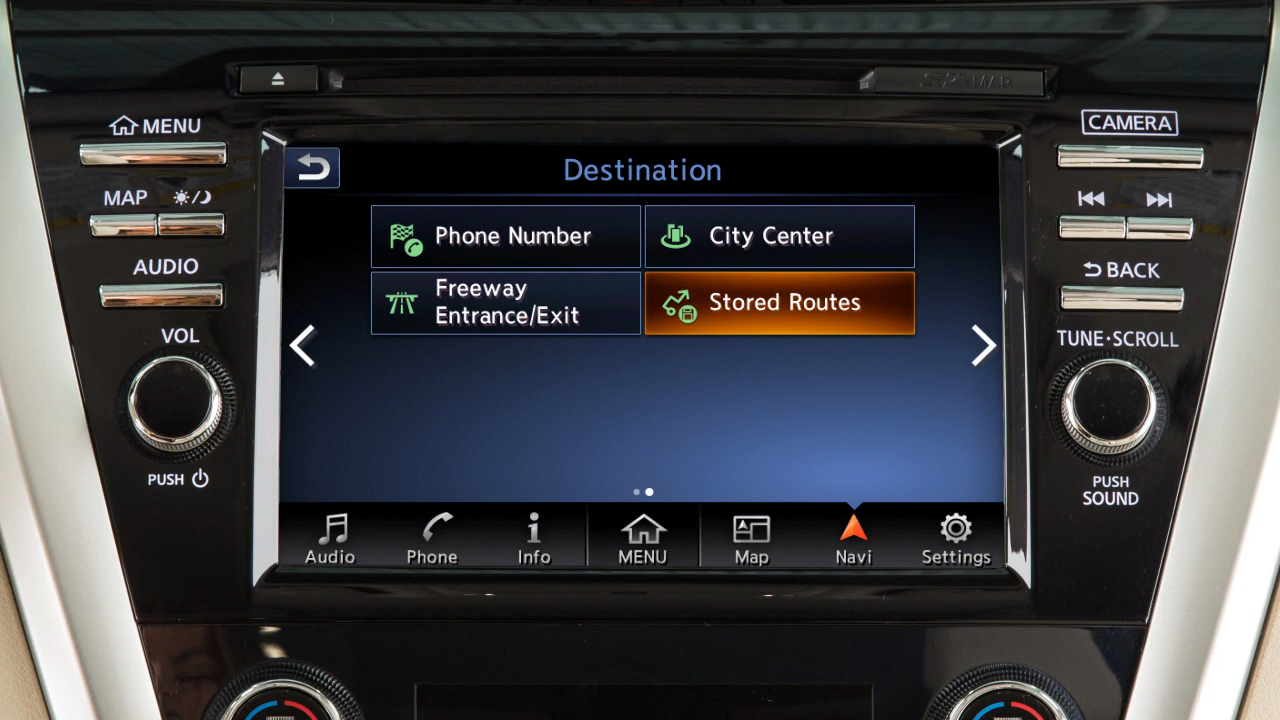 MAP
MENU
CAMERA
MAP
AUDIO
BACK
VOL
TUNE·SCROLL
PUSH
PUSH
SOUND
Destination
Phone Number
City Center
Freeway
Entrance/Exit
Stored Routes
Audio
Phone
Info
MENU
Map
Navi
Settings